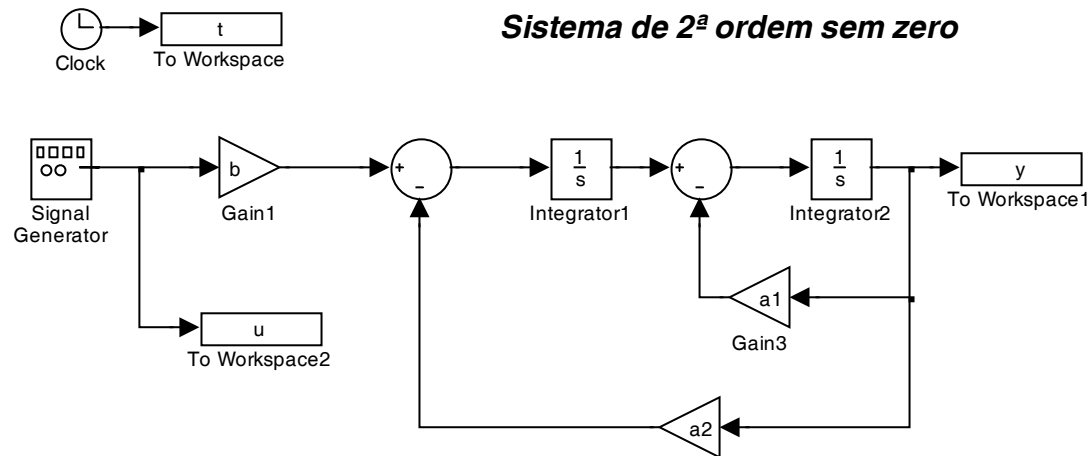 Sistema de 2ª ordem sem zero
t
Clock
To Workspace
b
+
-
1
s
+
-
1
s
y
Signal
Generator
Gain1
Integrator1
Integrator2
To Workspace1
a1
u
To Workspace2
Gain3
a2